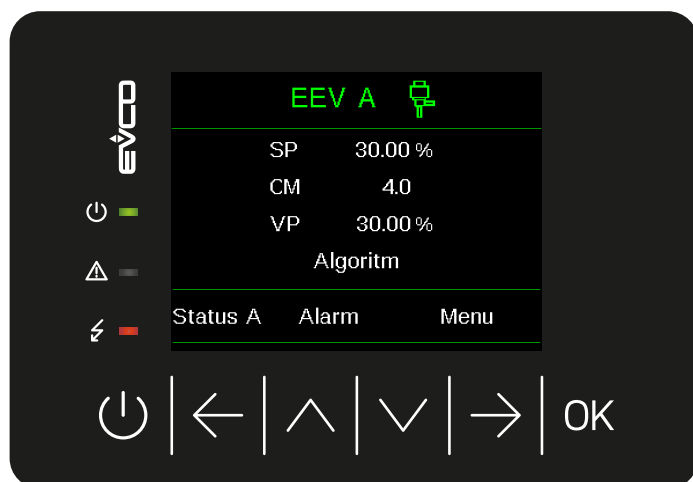 EVCO
EEV A
SP 30.00 %
CM 4.0
VP 30.00 %
Algoritm
Status A Alarm Menu
OK